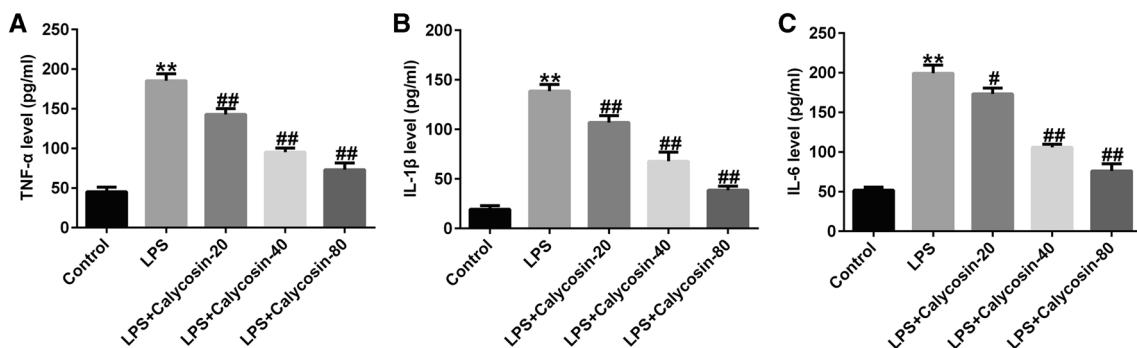 A
TNF-α level (pg/ml)
250
200
150
100
50
0
**
##
##
##
Control
LPS
LPS+Calycosin-20
LPS+Calycosin-40
LPS+Calycosin-80
B
IL-1β level (pg/ml)
200
150
100
50
0
**
##
##
##
Control
LPS
LPS+Calycosin-20
LPS+Calycosin-40
LPS+Calycosin-80
C
IL-6 level (pg/ml)
250
200
150
100
50
0
**
#
##
##
Control
LPS
LPS+Calycosin-20
LPS+Calycosin-40
LPS+Calycosin-80